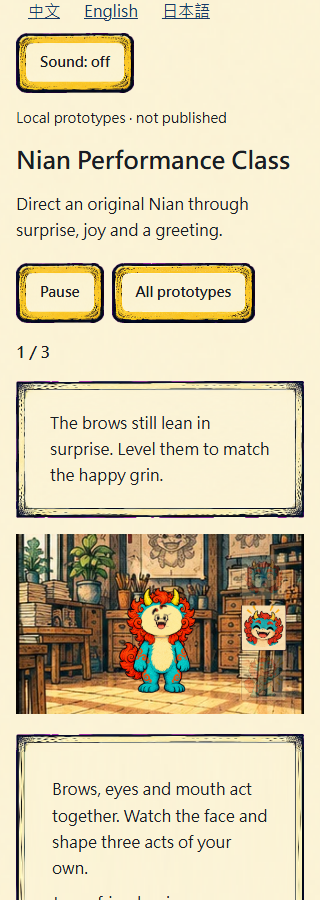 中文 English 日本語
Sound: off
Local prototypes · not published
Nian Performance Class
Direct an original Nian through
surprise, joy and a greeting.
Pause All prototypes
1 / 3
The brows still lean in
surprise. Level them to match
the happy grin.
Brows, eyes and mouth act
together. Watch the face and
shape three acts of your
own.